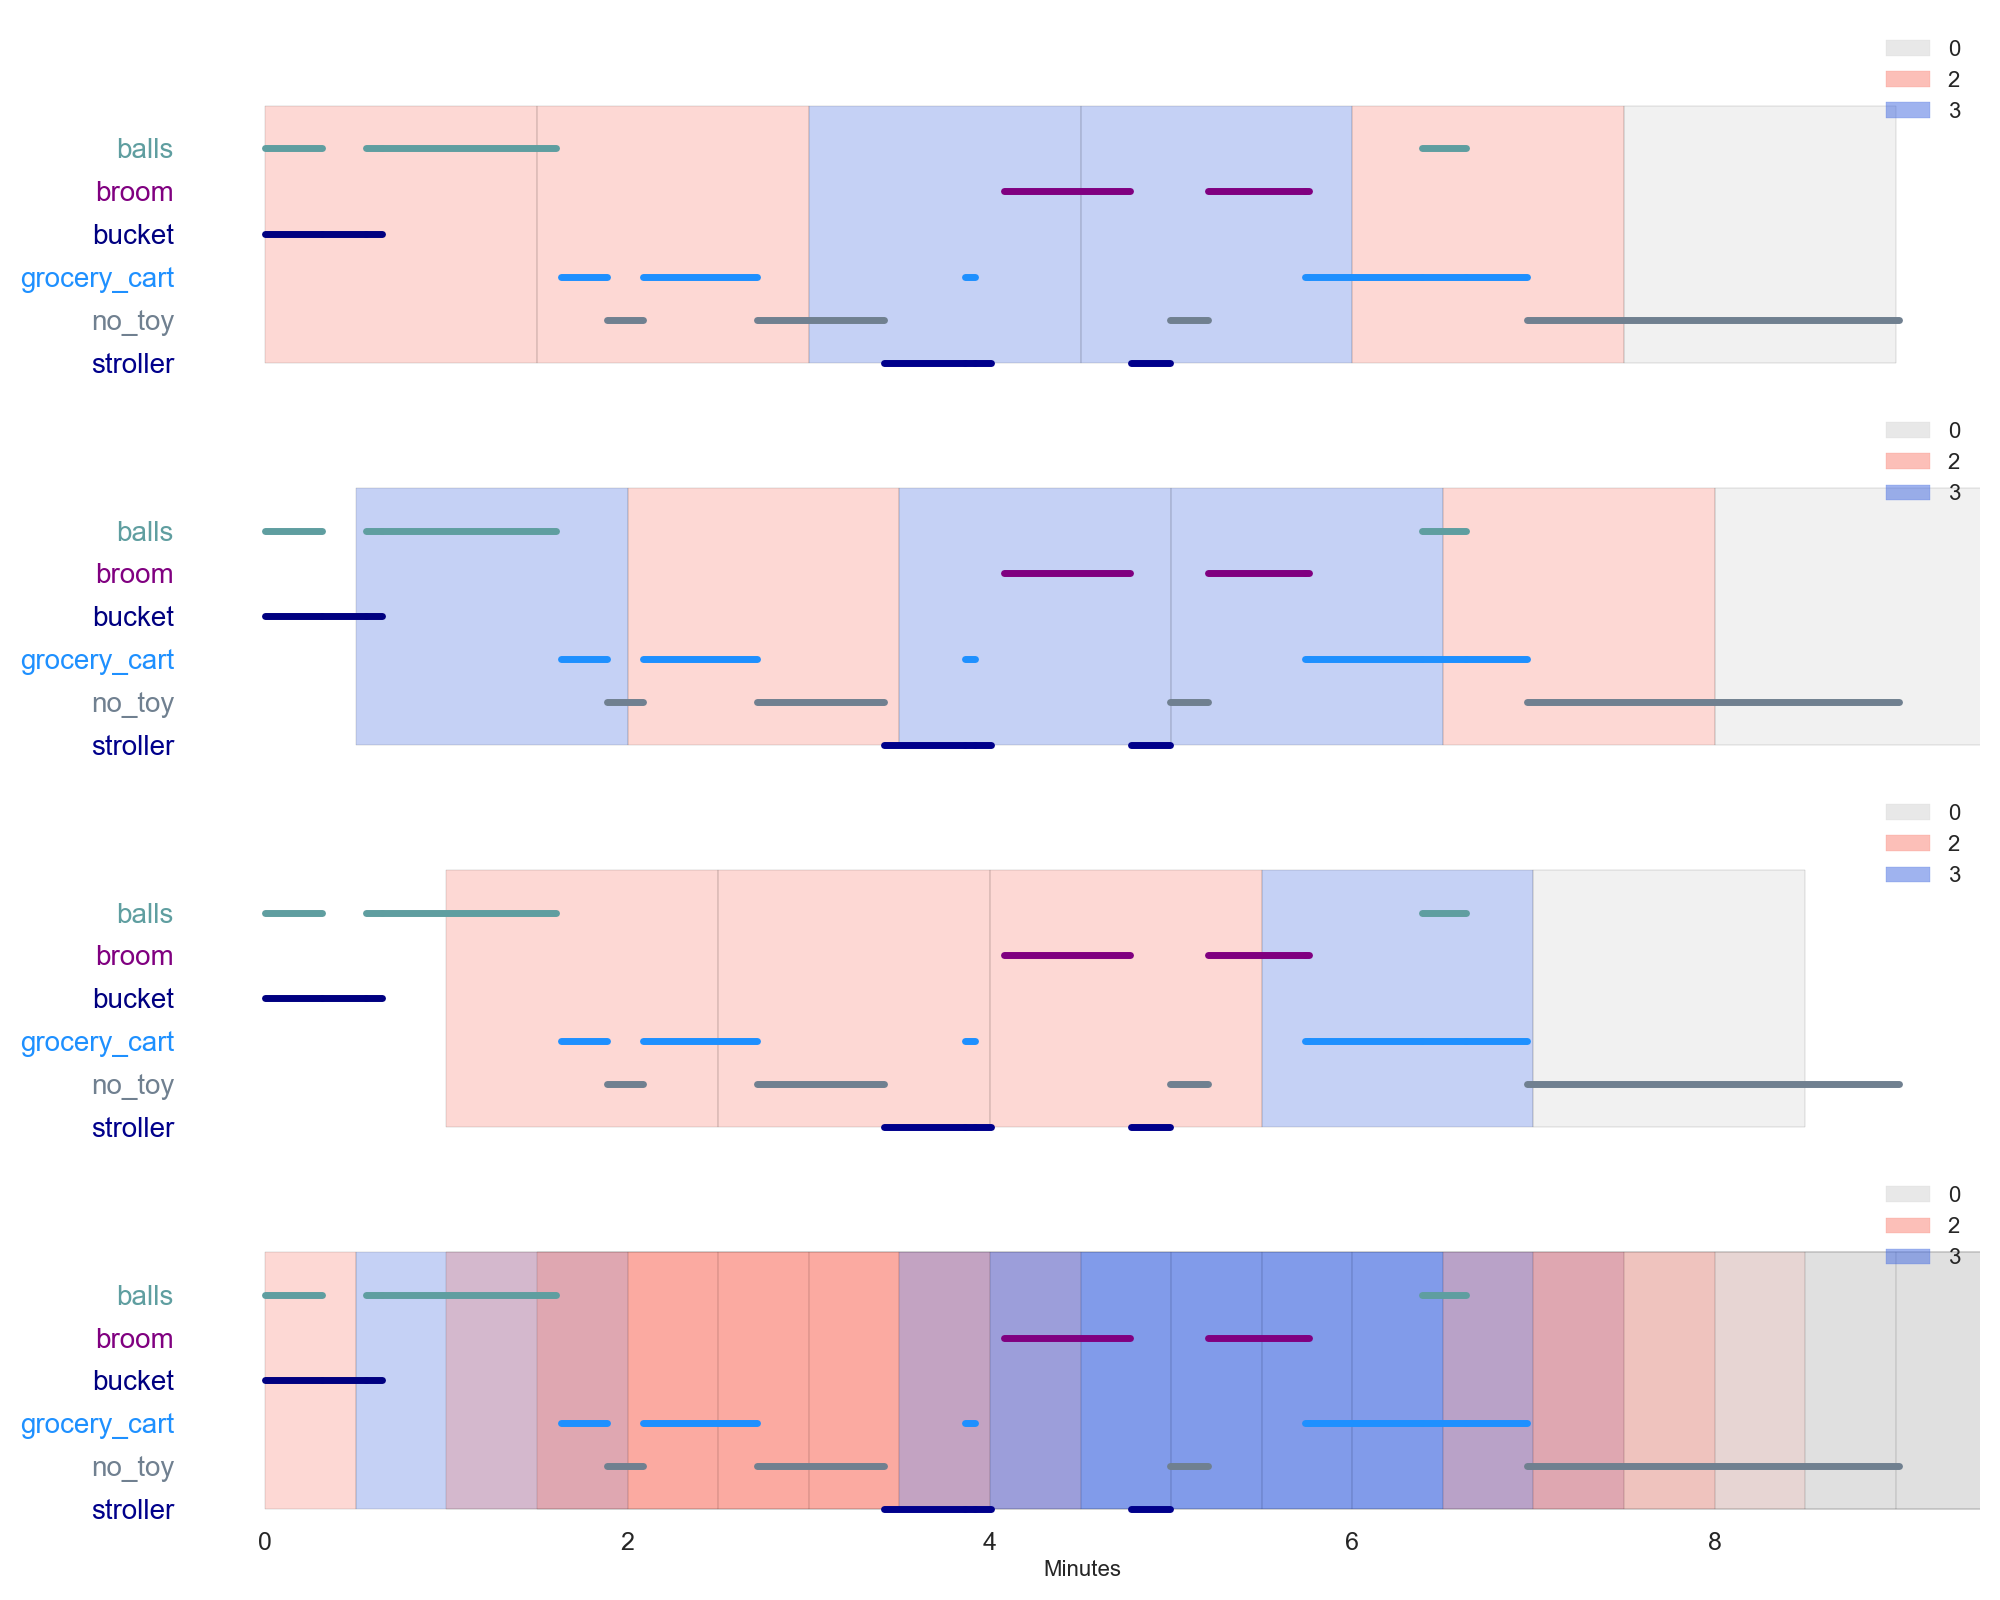 0
2
3
balls
broom
bucket
grocery_cart
no_toy
stroller
0
2
3
balls
broom
bucket
grocery_cart
no_toy
stroller
0
2
3
balls
broom
bucket
grocery_cart
no_toy
stroller
0
2
3
balls
broom
bucket
grocery_cart
no_toy
stroller
0 2 4 6 8
Minutes